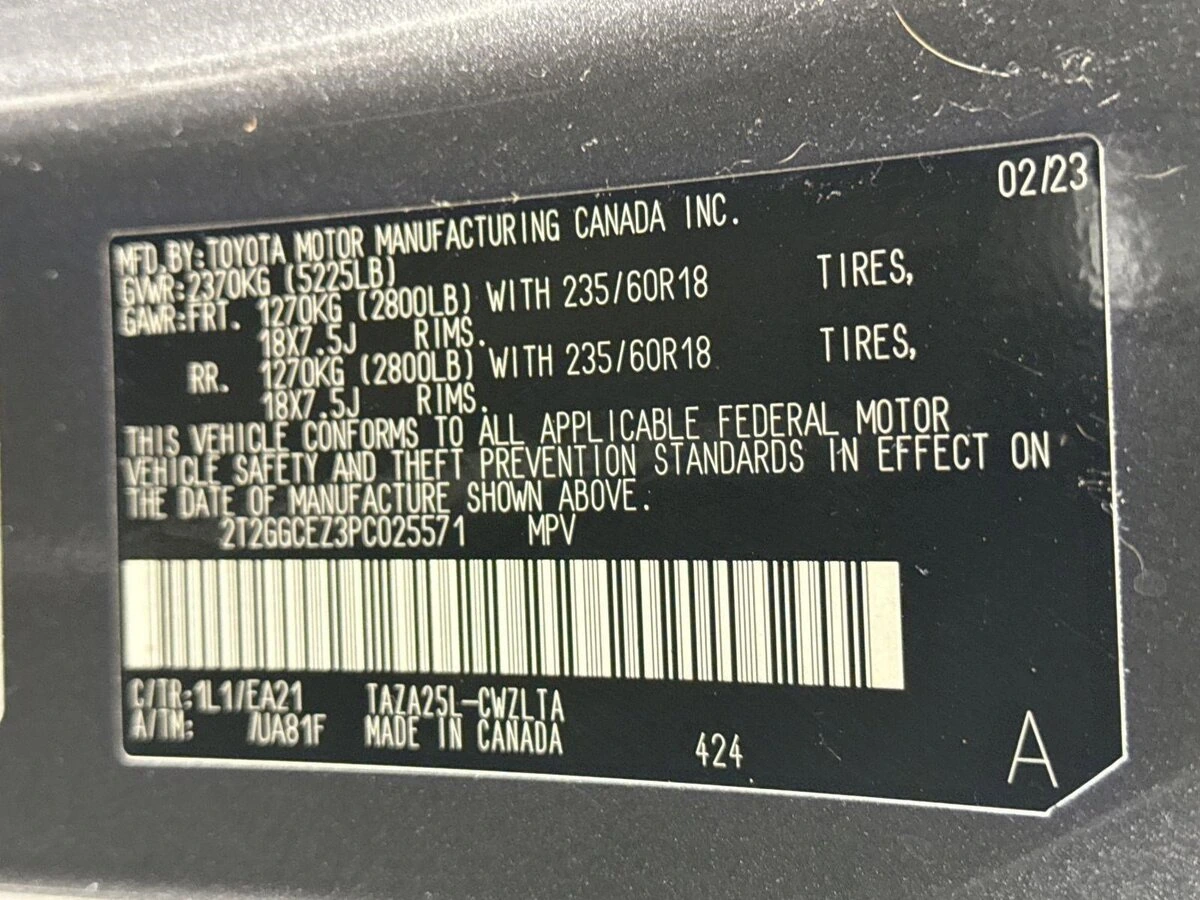 02/23
MFD.BY:TOYOTA MOTOR MANUFACTURING CANADA INC.
GVWR:2370KG (5225LB)
GAWR:FRT. 1270KG (2800LB) WITH 235/60R18 TIRES,
18X7.5J RIMS.
RR. 1270KG (2800LB) WITH 235/60R18 TIRES,
18X7.5J RIMS.
THIS VEHICLE CONFORMS TO ALL APPLICABLE FEDERAL MOTOR
VEHICLE SAFETY AND THEFT PREVENTION STANDARDS IN EFFECT ON
THE DATE OF MANUFACTURE SHOWN ABOVE.
2T2GGCEZ3PC025571 MPV
C/TR:1L1/EA21 TAZA25L-CWZLTA
A/TM: /UA81F MADE IN CANADA
424
A